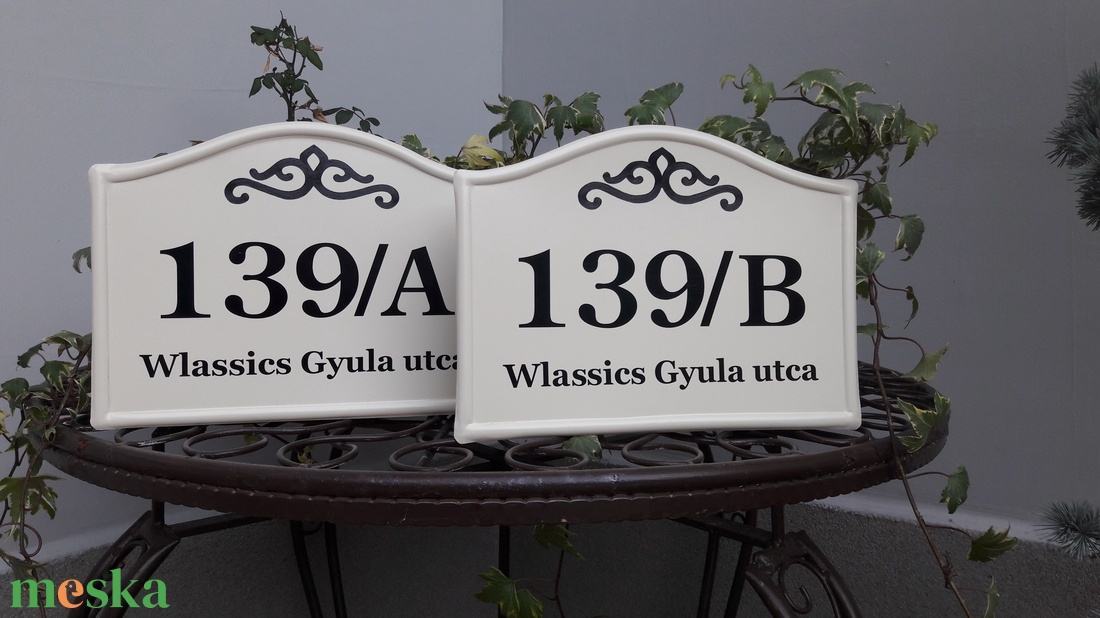 139/A
Wlassics Gyula utca
139/B
Wlassics Gyula utca
meska